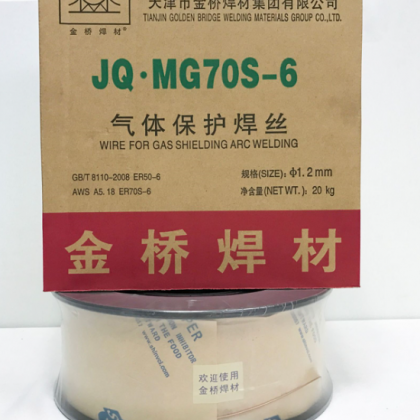 天津市金桥焊材集团有限公司
TIANJIN GOLDEN BRIDGE WELDING MATERIALS GROUP CO.,LTD.
金桥焊材®
JQ·MG70S-6
气体保护焊丝
WIRE FOR GAS SHIELDING ARC WELDING
GB/T 8110-2008 ER50-6
AWS A5.18 ER70S-6
规格(SIZE): Φ1.2mm
净含量(NET WT.): 20 kg
金桥焊材
INHIBITOR
THE FOOD
欢迎使用
金桥焊材